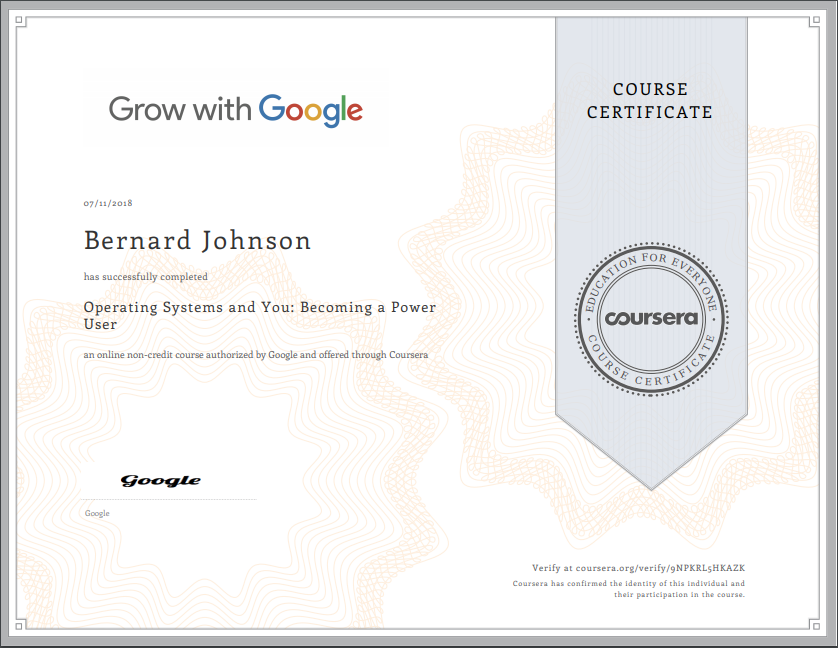 Grow with Google
COURSE
CERTIFICATE
07/11/2018
Bernard Johnson
has successfully completed
Operating Systems and You: Becoming a Power
User
an online non-credit course authorized by Google and offered through Coursera
EDUCATION FOR EVERYONE
coursera
COURSE CERTIFICATE
Google
Google
Verify at coursera.org/verify/9NPKRL5HKAZK
Coursera has confirmed the identity of this individual and
their participation in the course.